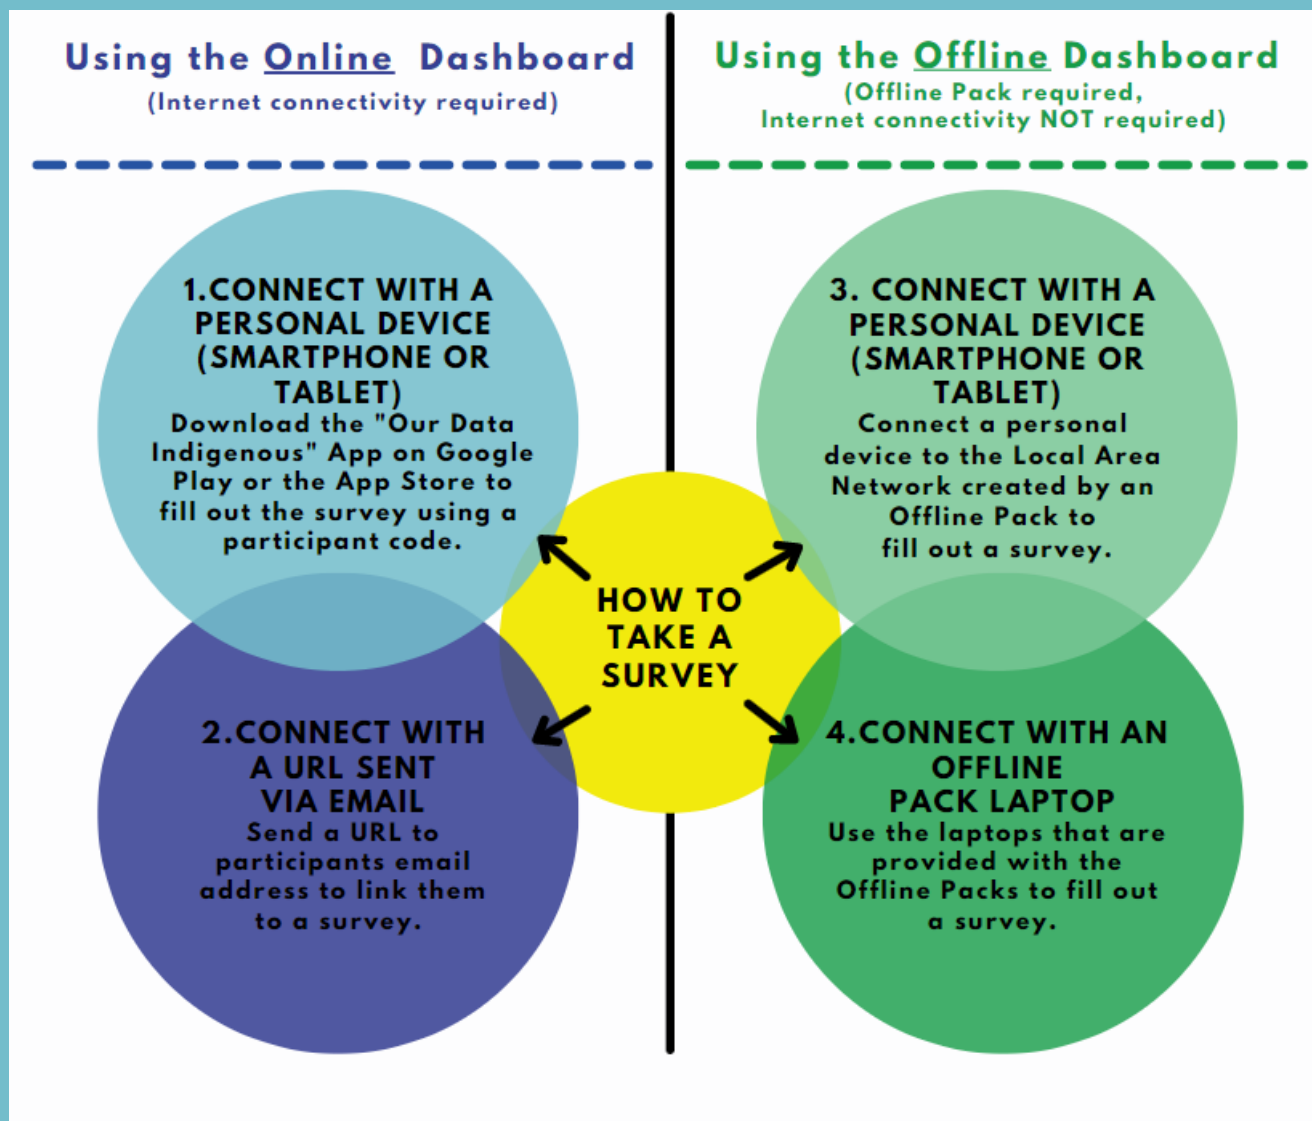 Using the Online Dashboard
(Internet connectivity required)
Using the Offline Dashboard
(Offline Pack required,
Internet connectivity NOT required)
1.CONNECT WITH A
PERSONAL DEVICE
(SMARTPHONE OR
TABLET)
Download the "Our Data
Indigenous" App on Google
Play or the App Store to
fill out the survey using a
participant code.
2.CONNECT WITH
A URL SENT
VIA EMAIL
Send a URL to
participants email
address to link them
to a survey.
HOW TO
TAKE A
SURVEY
3. CONNECT WITH A
PERSONAL DEVICE
(SMARTPHONE OR
TABLET)
Connect a personal
device to the Local Area
Network created by an
Offline Pack to
fill out a survey.
4.CONNECT WITH AN
OFFLINE
PACK LAPTOP
Use the laptops that are
provided with the
Offline Packs to fill out
a survey.